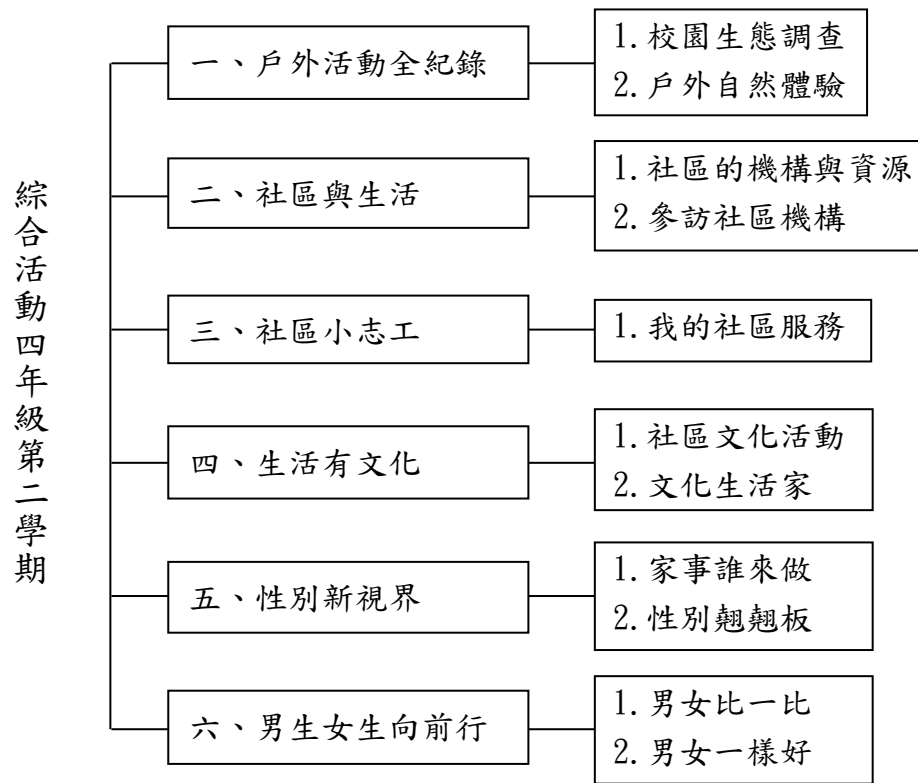 綜合活動四年級第二學期
一、戶外活動全紀錄
1.校園生態調查
2.戶外自然體驗
二、社區與生活
1.社區的機構與資源
2.參訪社區機構
三、社區小志工
1.我的社區服務
四、生活有文化
1.社區文化活動
2.文化生活家
五、性別新視界
1.家事誰來做
2.性別翹翹板
六、男生女生向前行
1.男女比一比
2.男女一樣好